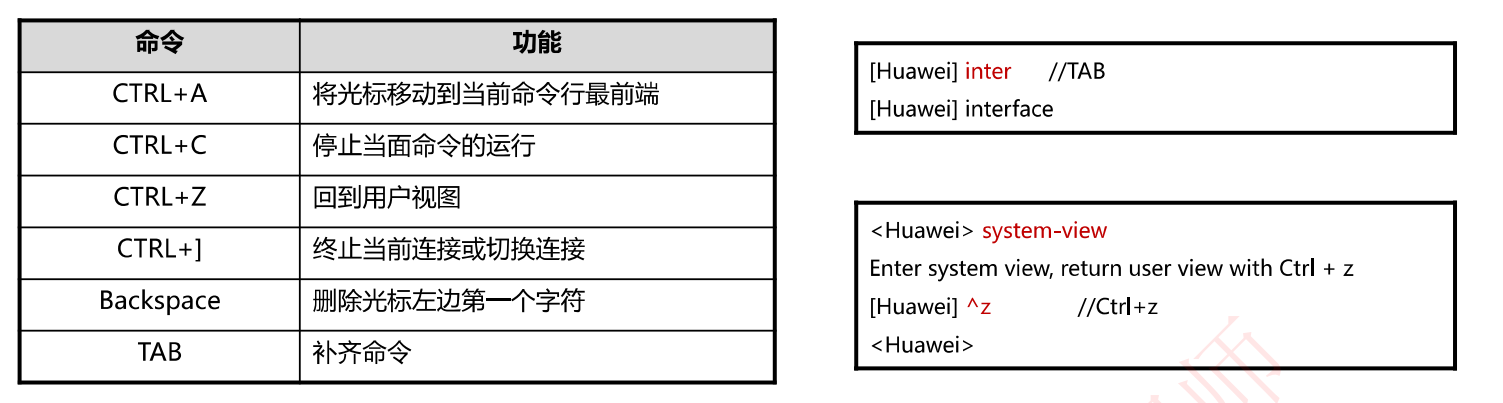 命令 功能
CTRL+A 将光标移动到当前命令行最前端
CTRL+C 停止当面命令的运行
CTRL+Z 回到用户视图
CTRL+] 终止当前连接或切换连接
Backspace 删除光标左边第一个字符
TAB 补齐命令
[Huawei] inter //TAB
[Huawei] interface
<Huawei> system-view
Enter system view, return user view with Ctrl + z
[Huawei] ^z //Ctrl+z
<Huawei>
师